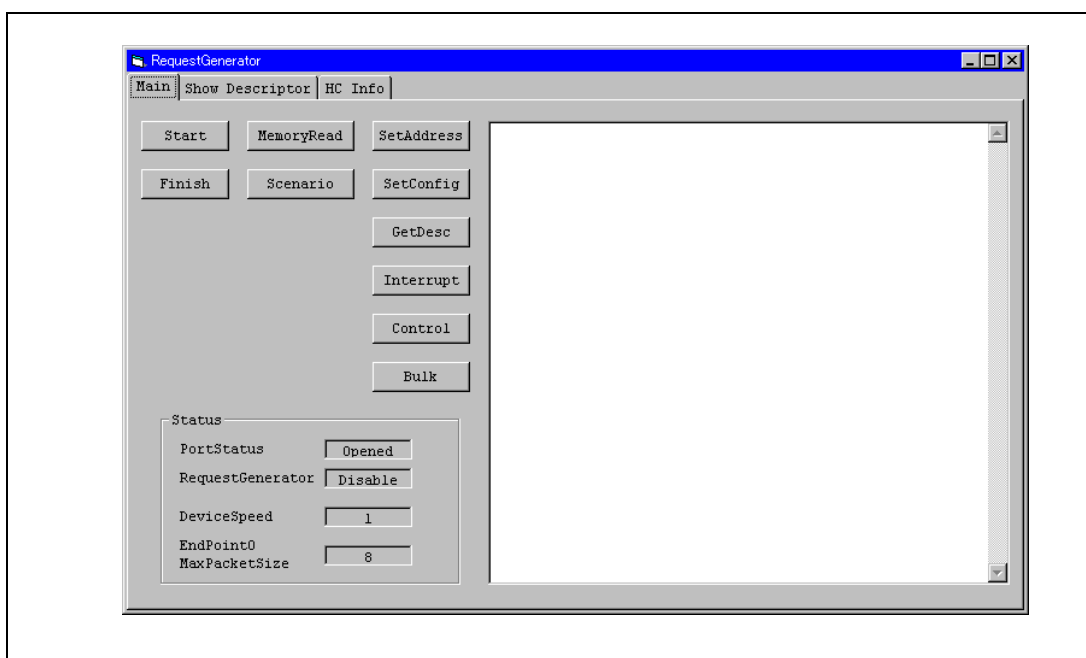 RequestGenerator
Main Show Descriptor HC Info
Start MemoryRead SetAddress
Finish Scenario SetConfig
GetDesc
Interrupt
Control
Bulk
Status
PortStatus Opened
RequestGenerator Disable
DeviceSpeed 1
EndPoint0
MaxPacketSize 8